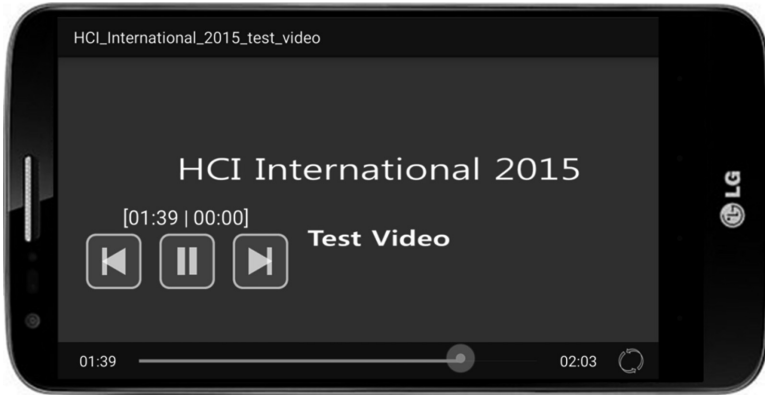 HCI_International_2015_test_video
HCI International 2015
[01:39 | 00:00]
Test Video
01:39
02:03
LG